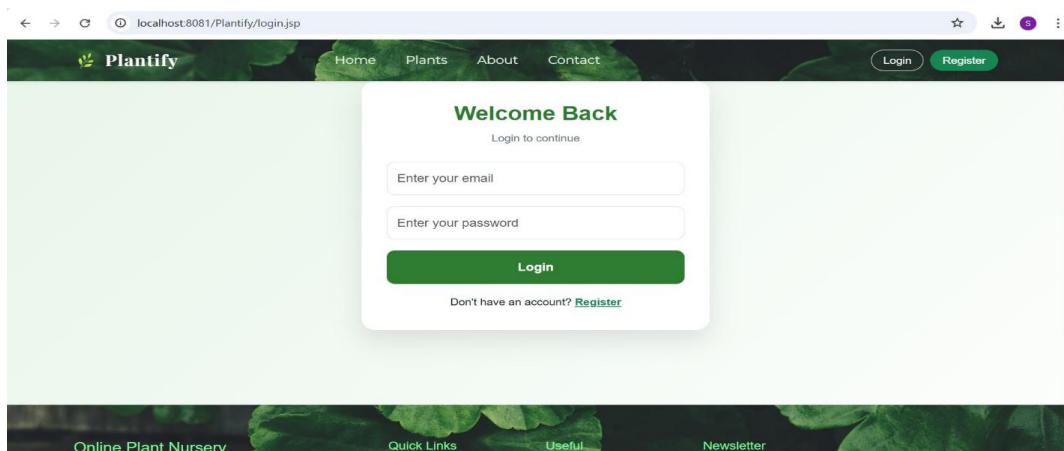 localhost:8081/Plantify/login.jsp
S
Plantify
Home Plants About Contact
Login Register
Welcome Back
Login to continue
Enter your email
Enter your password
Login
Don't have an account? Register
Online Plant Nursery Quick Links Useful Newsletter